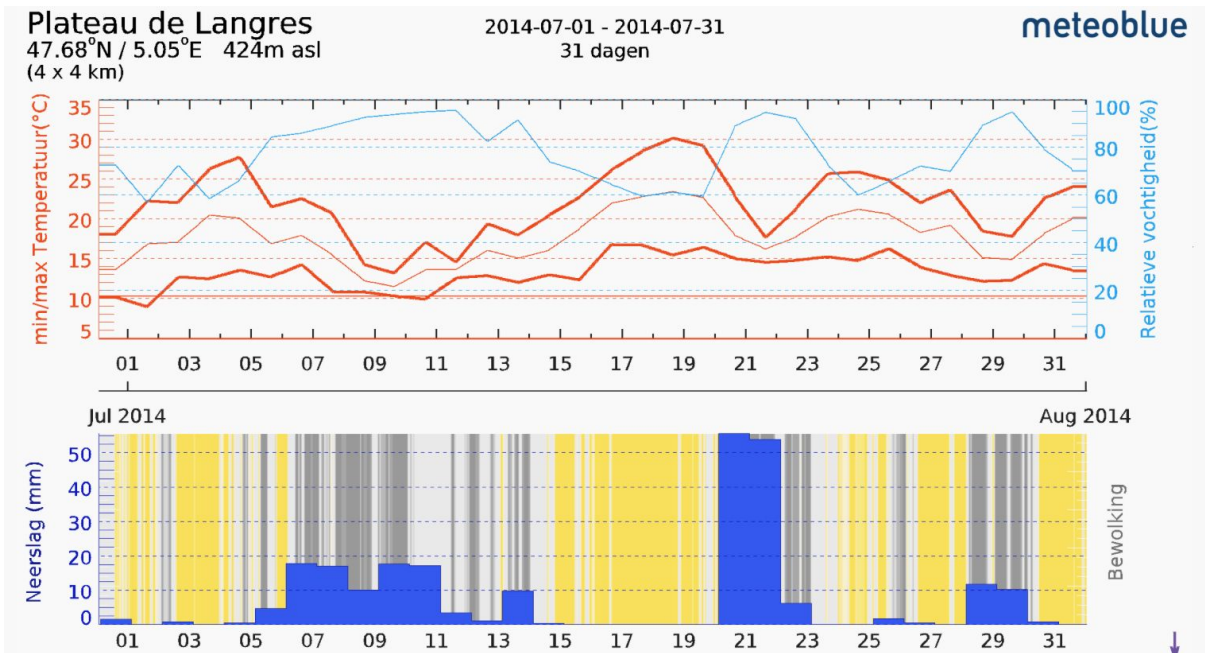 Plateau de Langres
47.68°N / 5.05°E 424m asl
(4 x 4 km)
2014-07-01 - 2014-07-31
31 dagen
meteoblue
min/max Temperatuur(°C)
35
30
25
20
15
10
5
100
80
60
40
20
0
Relatieve vochtigheid(%)
01 03 05 07 09 11 13 15 17 19 21 23 25 27 29 31
Jul 2014
Aug 2014
Neerslag (mm)
50
40
30
20
10
0
Bewolking
01 03 05 07 09 11 13 15 17 19 21 23 25 27 29 31